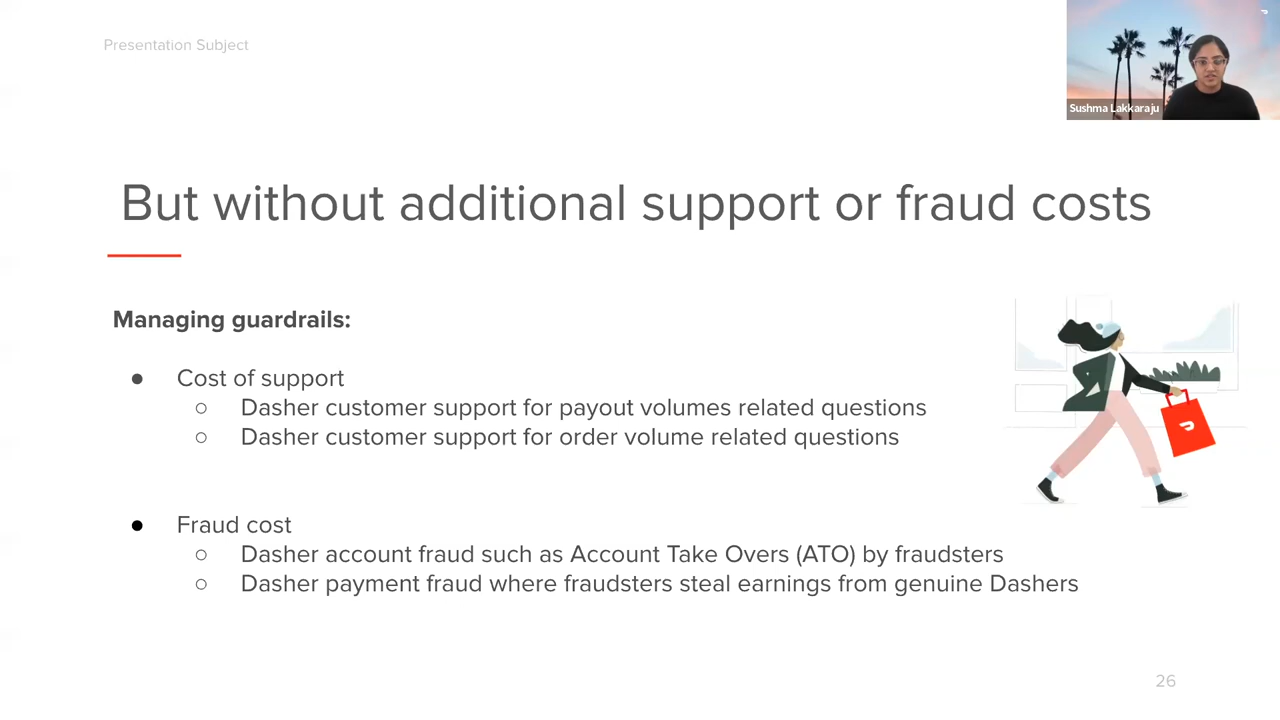 Presentation Subject
Sushma Lakkaraju
But without additional support or fraud costs
Managing guardrails:
● Cost of support
○ Dasher customer support for payout volumes related questions
○ Dasher customer support for order volume related questions
● Fraud cost
○ Dasher account fraud such as Account Take Overs (ATO) by fraudsters
○ Dasher payment fraud where fraudsters steal earnings from genuine Dashers
26